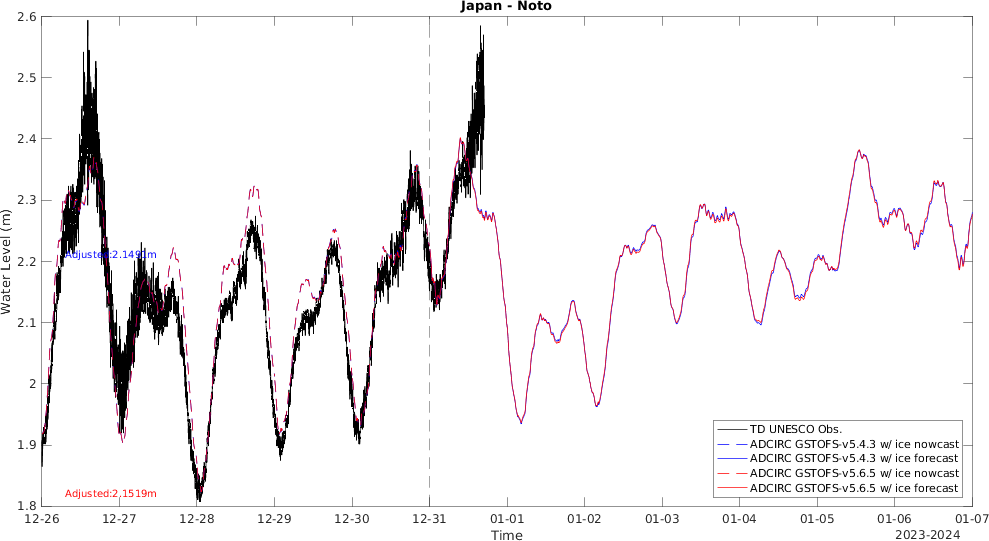 Japan - Noto
2.6
2.5
2.4
2.3
2.2
2.1
2
1.9
1.8
Water Level (m)
Adjusted:2.1491m
Adjusted:2.1519m
TD UNESCO Obs.
ADCIRC GSTOFS-v5.4.3 w/ ice nowcast
ADCIRC GSTOFS-v5.4.3 w/ ice forecast
ADCIRC GSTOFS-v5.6.5 w/ ice nowcast
ADCIRC GSTOFS-v5.6.5 w/ ice forecast
12-26 12-27 12-28 12-29 12-30 12-31 01-01 01-02 01-03 01-04 01-05 01-06 01-07
Time
2023-2024